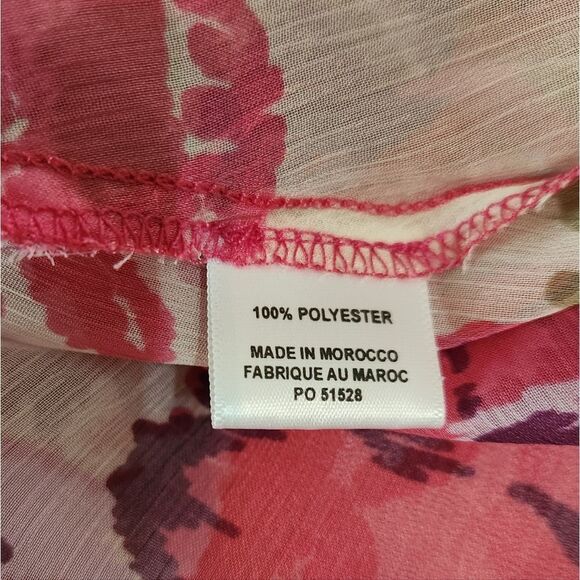 100% POLYESTER
MADE IN MOROCCO
FABRIQUE AU MAROC
PO 51528